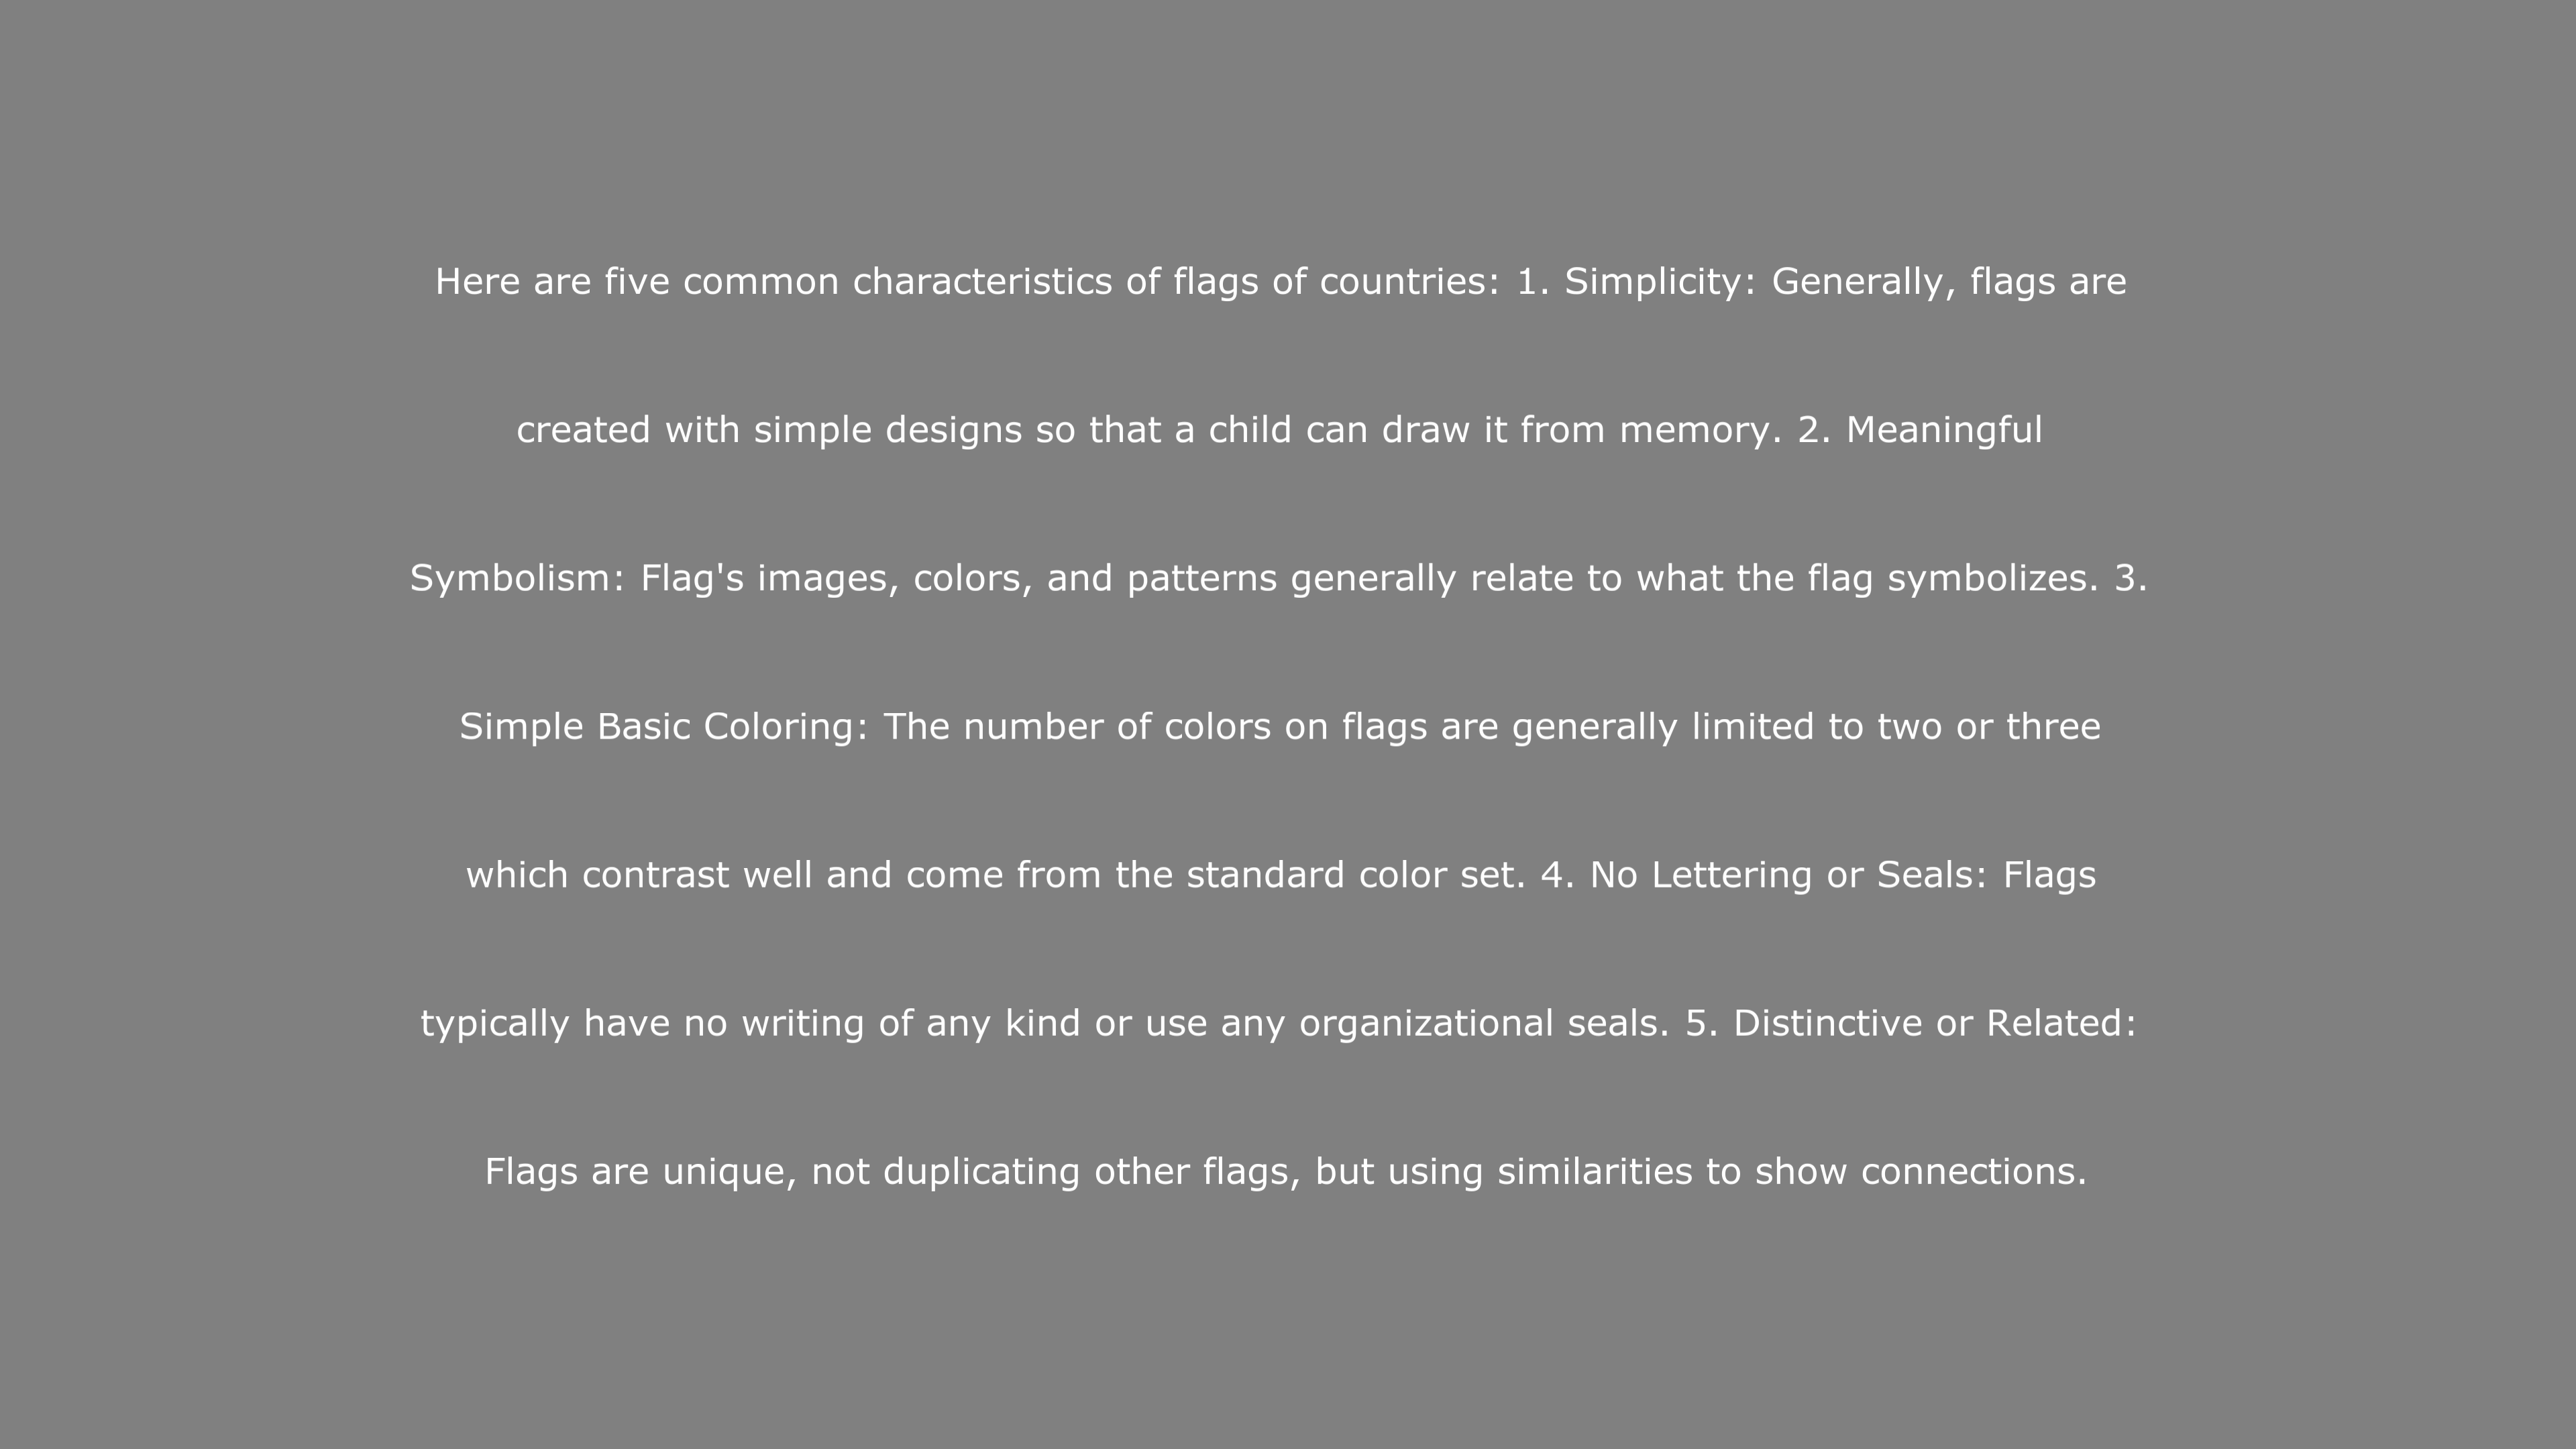 Here are five common characteristics of flags of countries: 1. Simplicity: Generally, flags are
created with simple designs so that a child can draw it from memory. 2. Meaningful
Symbolism: Flag's images, colors, and patterns generally relate to what the flag symbolizes. 3.
Simple Basic Coloring: The number of colors on flags are generally limited to two or three
which contrast well and come from the standard color set. 4. No Lettering or Seals: Flags
typically have no writing of any kind or use any organizational seals. 5. Distinctive or Related:
Flags are unique, not duplicating other flags, but using similarities to show connections.